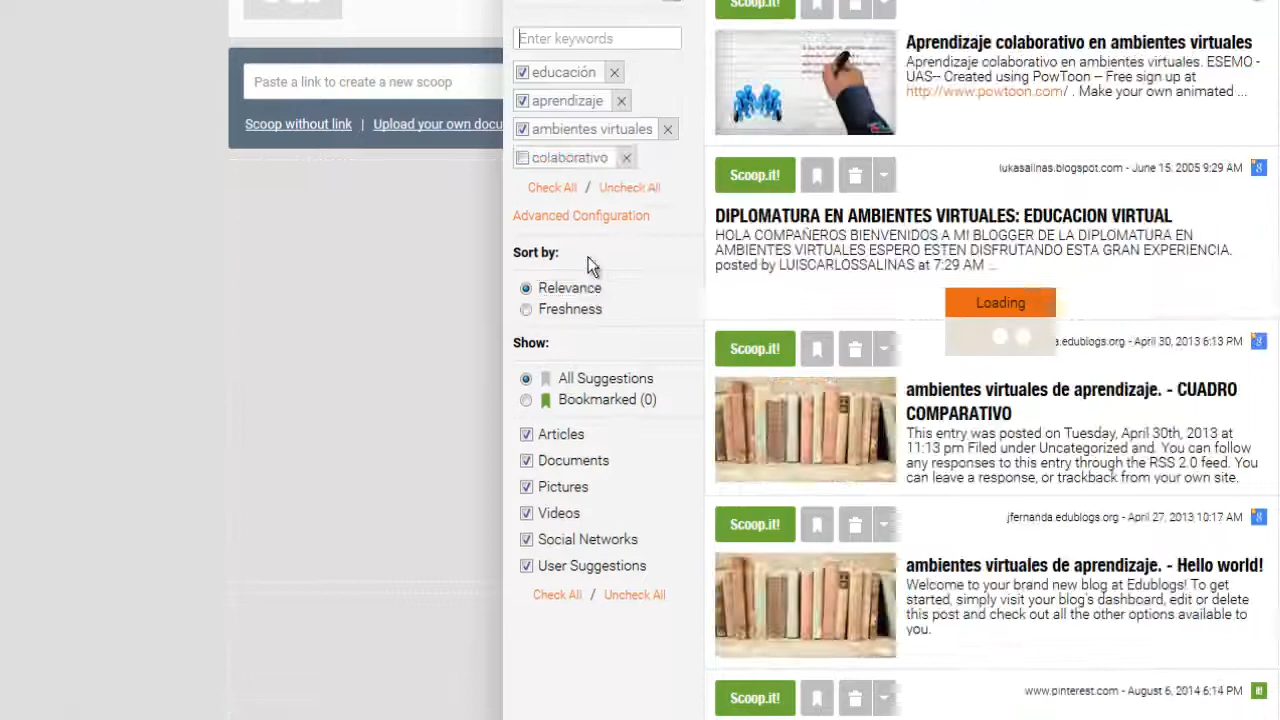 Paste a link to create a new scoop
Scoop without link | Upload your own docu
Enter keywords
educación
aprendizaje
ambientes virtuales
colaborativo
Check All / Uncheck All
Advanced Configuration
Sort by:
Relevance
Freshness
Show:
All Suggestions
Bookmarked (0)
Articles
Documents
Pictures
Videos
Social Networks
User Suggestions
Check All / Uncheck All
Scoop.it!
Aprendizaje colaborativo en ambientes virtuales
Aprendizaje colaborativo en ambientes virtuales. ESEMO -
UAS-- Created using PowToon -- Free sign up at
http://www.powtoon.com/ . Make your own animated ...
Scoop.it!
lukasalinas.blogspot.com - June 15, 2005 9:29 AM
DIPLOMATURA EN AMBIENTES VIRTUALES: EDUCACION VIRTUAL
HOLA COMPAÑEROS BIENVENIDOS A MI BLOGGER DE LA DIPLOMATURA EN
AMBIENTES VIRTUALES ESPERO ESTEN DISFRUTANDO ESTA GRAN EXPERIENCIA.
posted by LUISCARLOSSALINAS at 7:29 AM ...
Loading
Scoop.it!
a.edublogs.org - April 30, 2013 6:13 PM
ambientes virtuales de aprendizaje. - CUADRO
COMPARATIVO
This entry was posted on Tuesday, April 30th, 2013 at
11:13 pm Filed under Uncategorized and. You can follow
any responses to this entry through the RSS 2.0 feed. You
can leave a response, or trackback from your own site.
Scoop.it!
jfernanda.edublogs.org - April 27, 2013 10:17 AM
ambientes virtuales de aprendizaje. - Hello world!
Welcome to your brand new blog at Edublogs! To get
started, simply visit your blog's dashboard, edit or delete
this post and check out all the other options available to
you.
Scoop.it!
www.pinterest.com - August 6, 2014 6:14 PM